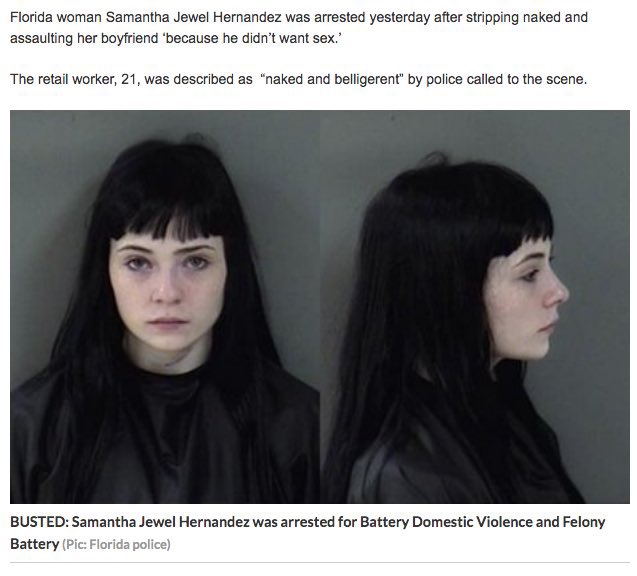 Florida woman Samantha Jewel Hernandez was arrested yesterday after stripping naked and
assaulting her boyfriend ‘because he didn’t want sex.’
The retail worker, 21, was described as  “naked and belligerent” by police called to the scene.
BUSTED: Samantha Jewel Hernandez was arrested for Battery Domestic Violence and Felony
Battery (Pic: Florida police)